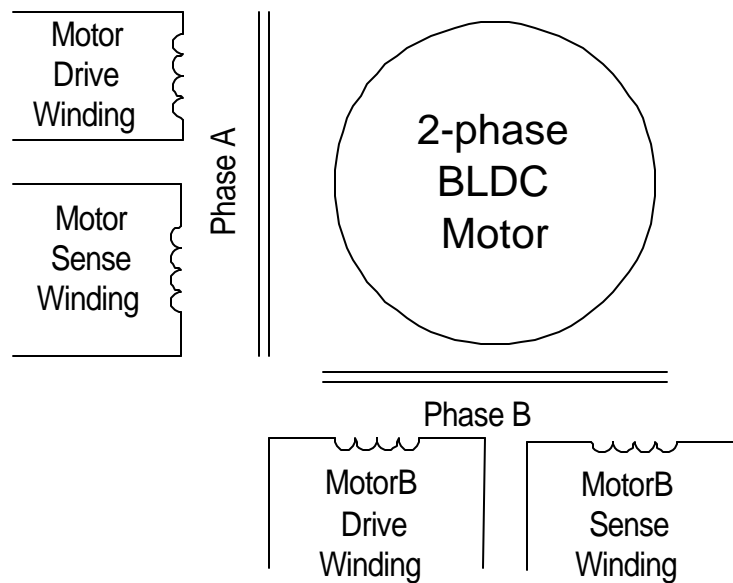 Motor
Drive
Winding
Motor
Sense
Winding
Phase A
2-phase
BLDC
Motor
Phase B
MotorB
Drive
Winding
MotorB
Sense
Winding